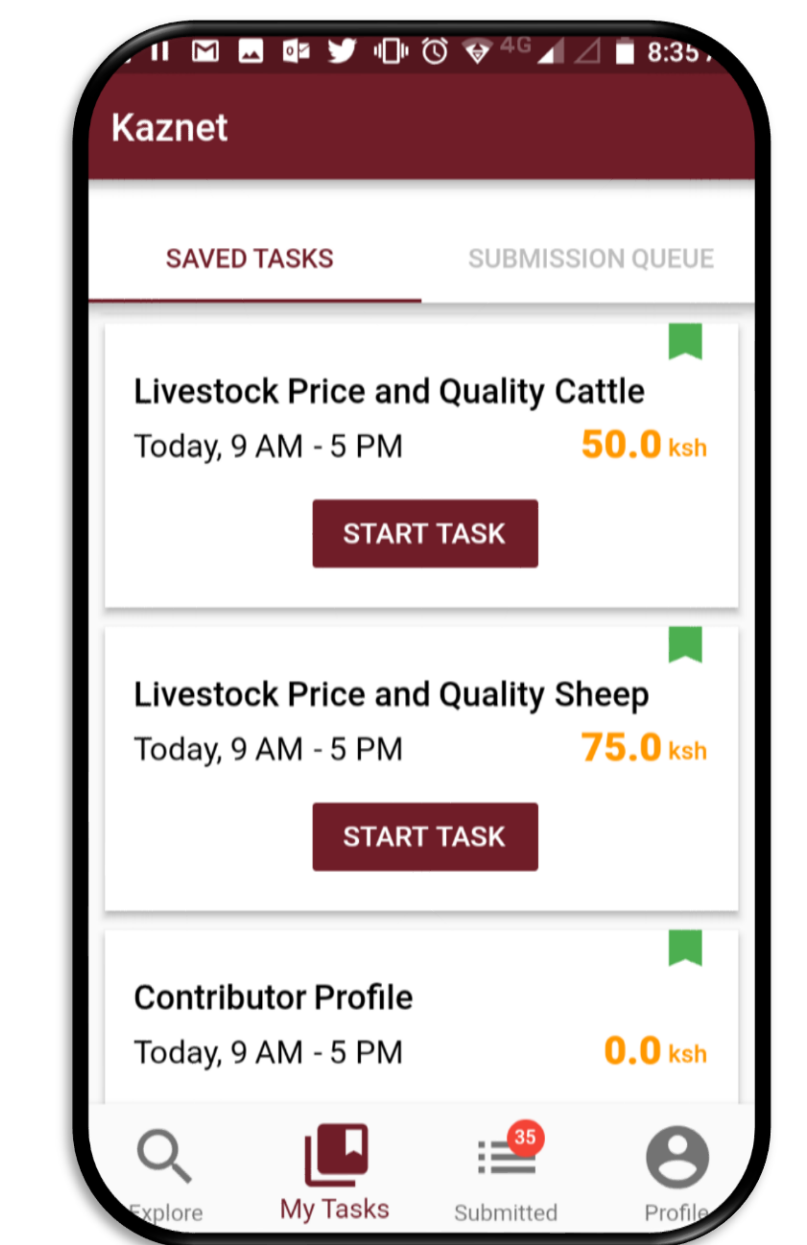 4G 8:35
Kaznet
SAVED TASKS SUBMISSION QUEUE
Livestock Price and Quality Cattle
Today, 9 AM - 5 PM 50.0 ksh
START TASK
Livestock Price and Quality Sheep
Today, 9 AM - 5 PM 75.0 ksh
START TASK
Contributor Profile
Today, 9 AM - 5 PM 0.0 ksh
35
Explore My Tasks Submitted Profile